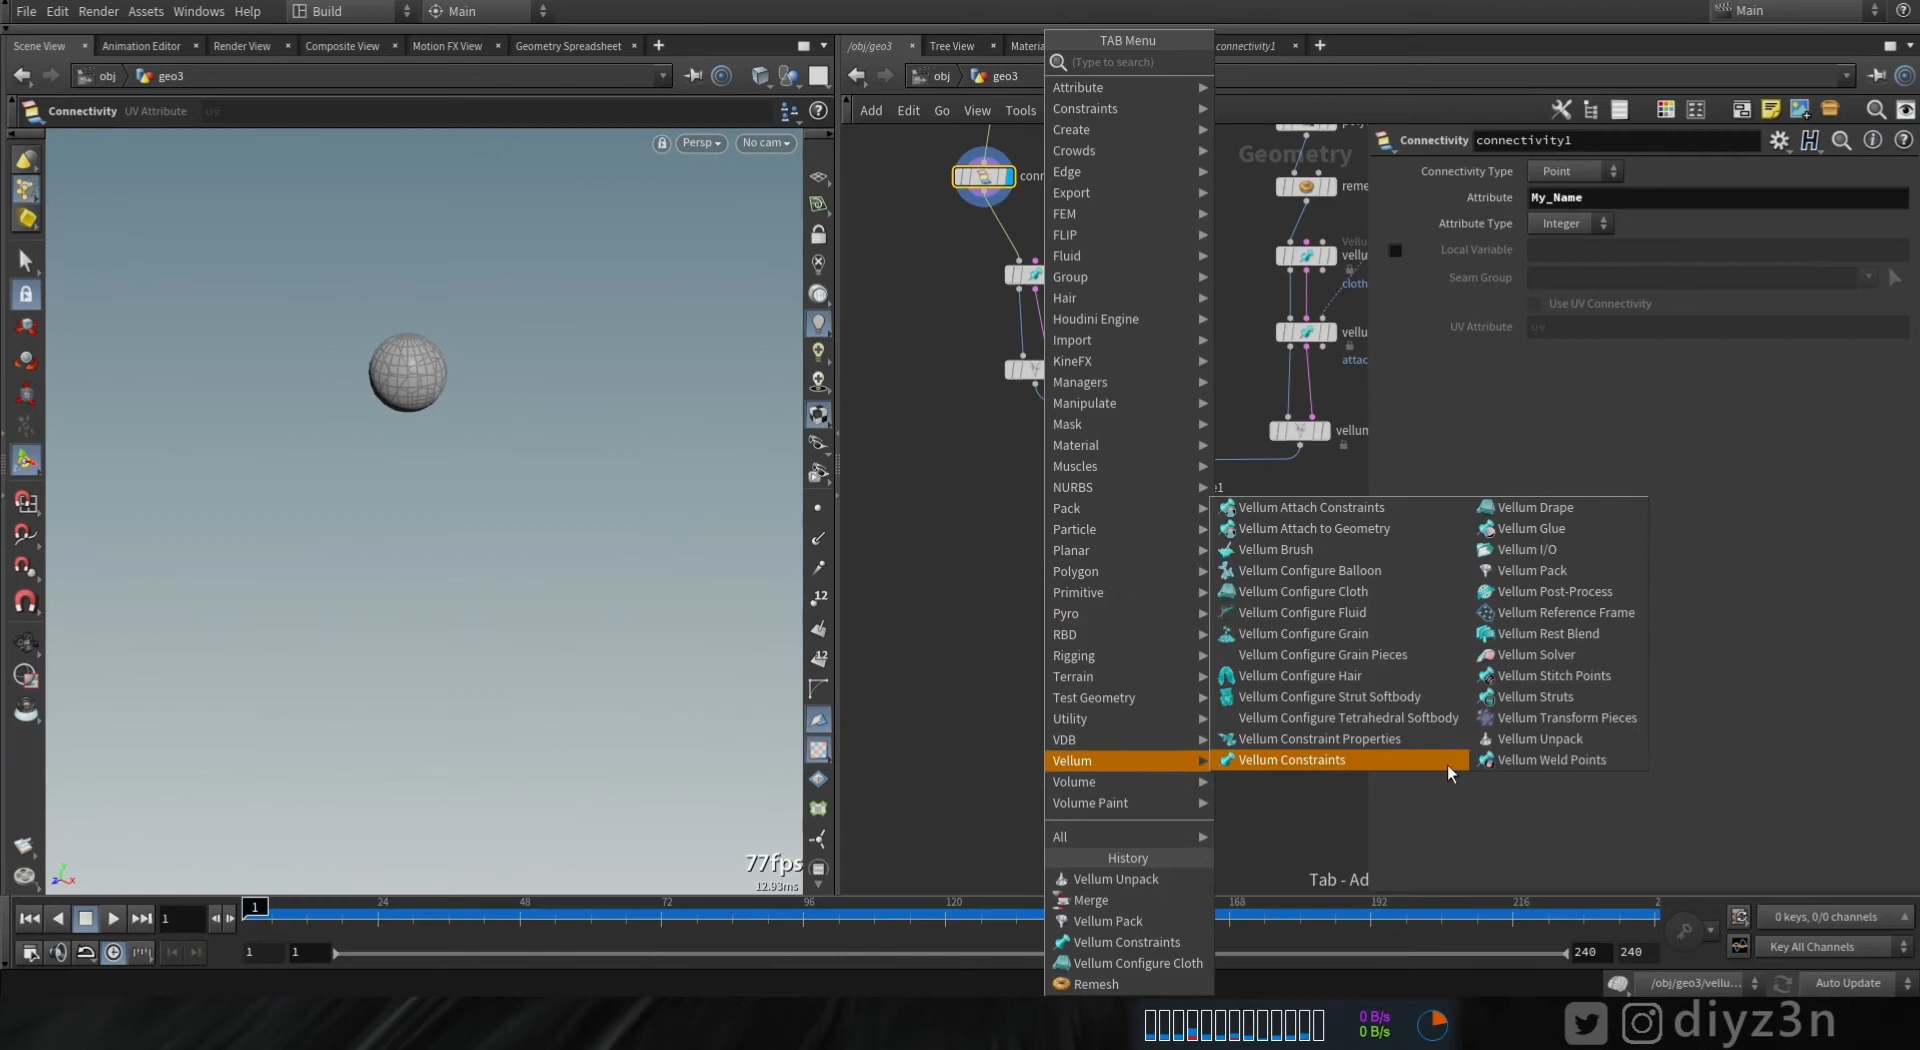 File Edit Render Assets Windows Help Build Main Main
Scene View Animation Editor Render View Composite View Motion FX View Geometry Spreadsheet
/obj/geo3 Tree View Materia connectivity1
obj geo3
obj geo3
Connectivity UV Attribute uv
Add Edit Go View Tools
Persp No cam
77fps
12.93ms
TAB Menu
(Type to search)
Attribute
Constraints
Create
Crowds
Edge
Export
FEM
FLIP
Fluid
Group
Hair
Houdini Engine
Import
KineFX
Managers
Manipulate
Mask
Material
Muscles
NURBS
Pack
Particle
Planar
Polygon
Primitive
Pyro
RBD
Rigging
Terrain
Test Geometry
Utility
VDB
Vellum
Volume
Volume Paint
All
History
Vellum Unpack
Merge
Vellum Pack
Vellum Constraints
Vellum Configure Cloth
Remesh
Vellum Attach Constraints
Vellum Attach to Geometry
Vellum Brush
Vellum Configure Balloon
Vellum Configure Cloth
Vellum Configure Fluid
Vellum Configure Grain
Vellum Configure Grain Pieces
Vellum Configure Hair
Vellum Configure Strut Softbody
Vellum Configure Tetrahedral Softbody
Vellum Constraint Properties
Vellum Constraints
Vellum Drape
Vellum Glue
Vellum I/O
Vellum Pack
Vellum Post-Process
Vellum Reference Frame
Vellum Rest Blend
Vellum Solver
Vellum Stitch Points
Vellum Struts
Vellum Transform Pieces
Vellum Unpack
Vellum Weld Points
conn
Geometry
reme
Vellu
vellu
cloth
vellu
attac
vellum
Tab - Ad
Connectivity connectivity1
Connectivity Type Point
Attribute My_Name
Attribute Type Integer
Local Variable
Seam Group
Use UV Connectivity
UV Attribute uv
12
12
1 1 24 48 72 96 120 168 192 216 2
1 1 240 240
0 keys, 0/0 channels
Key All Channels
/obj/geo3/vellu... Auto Update
0 B/s
0 B/s
diyz3n